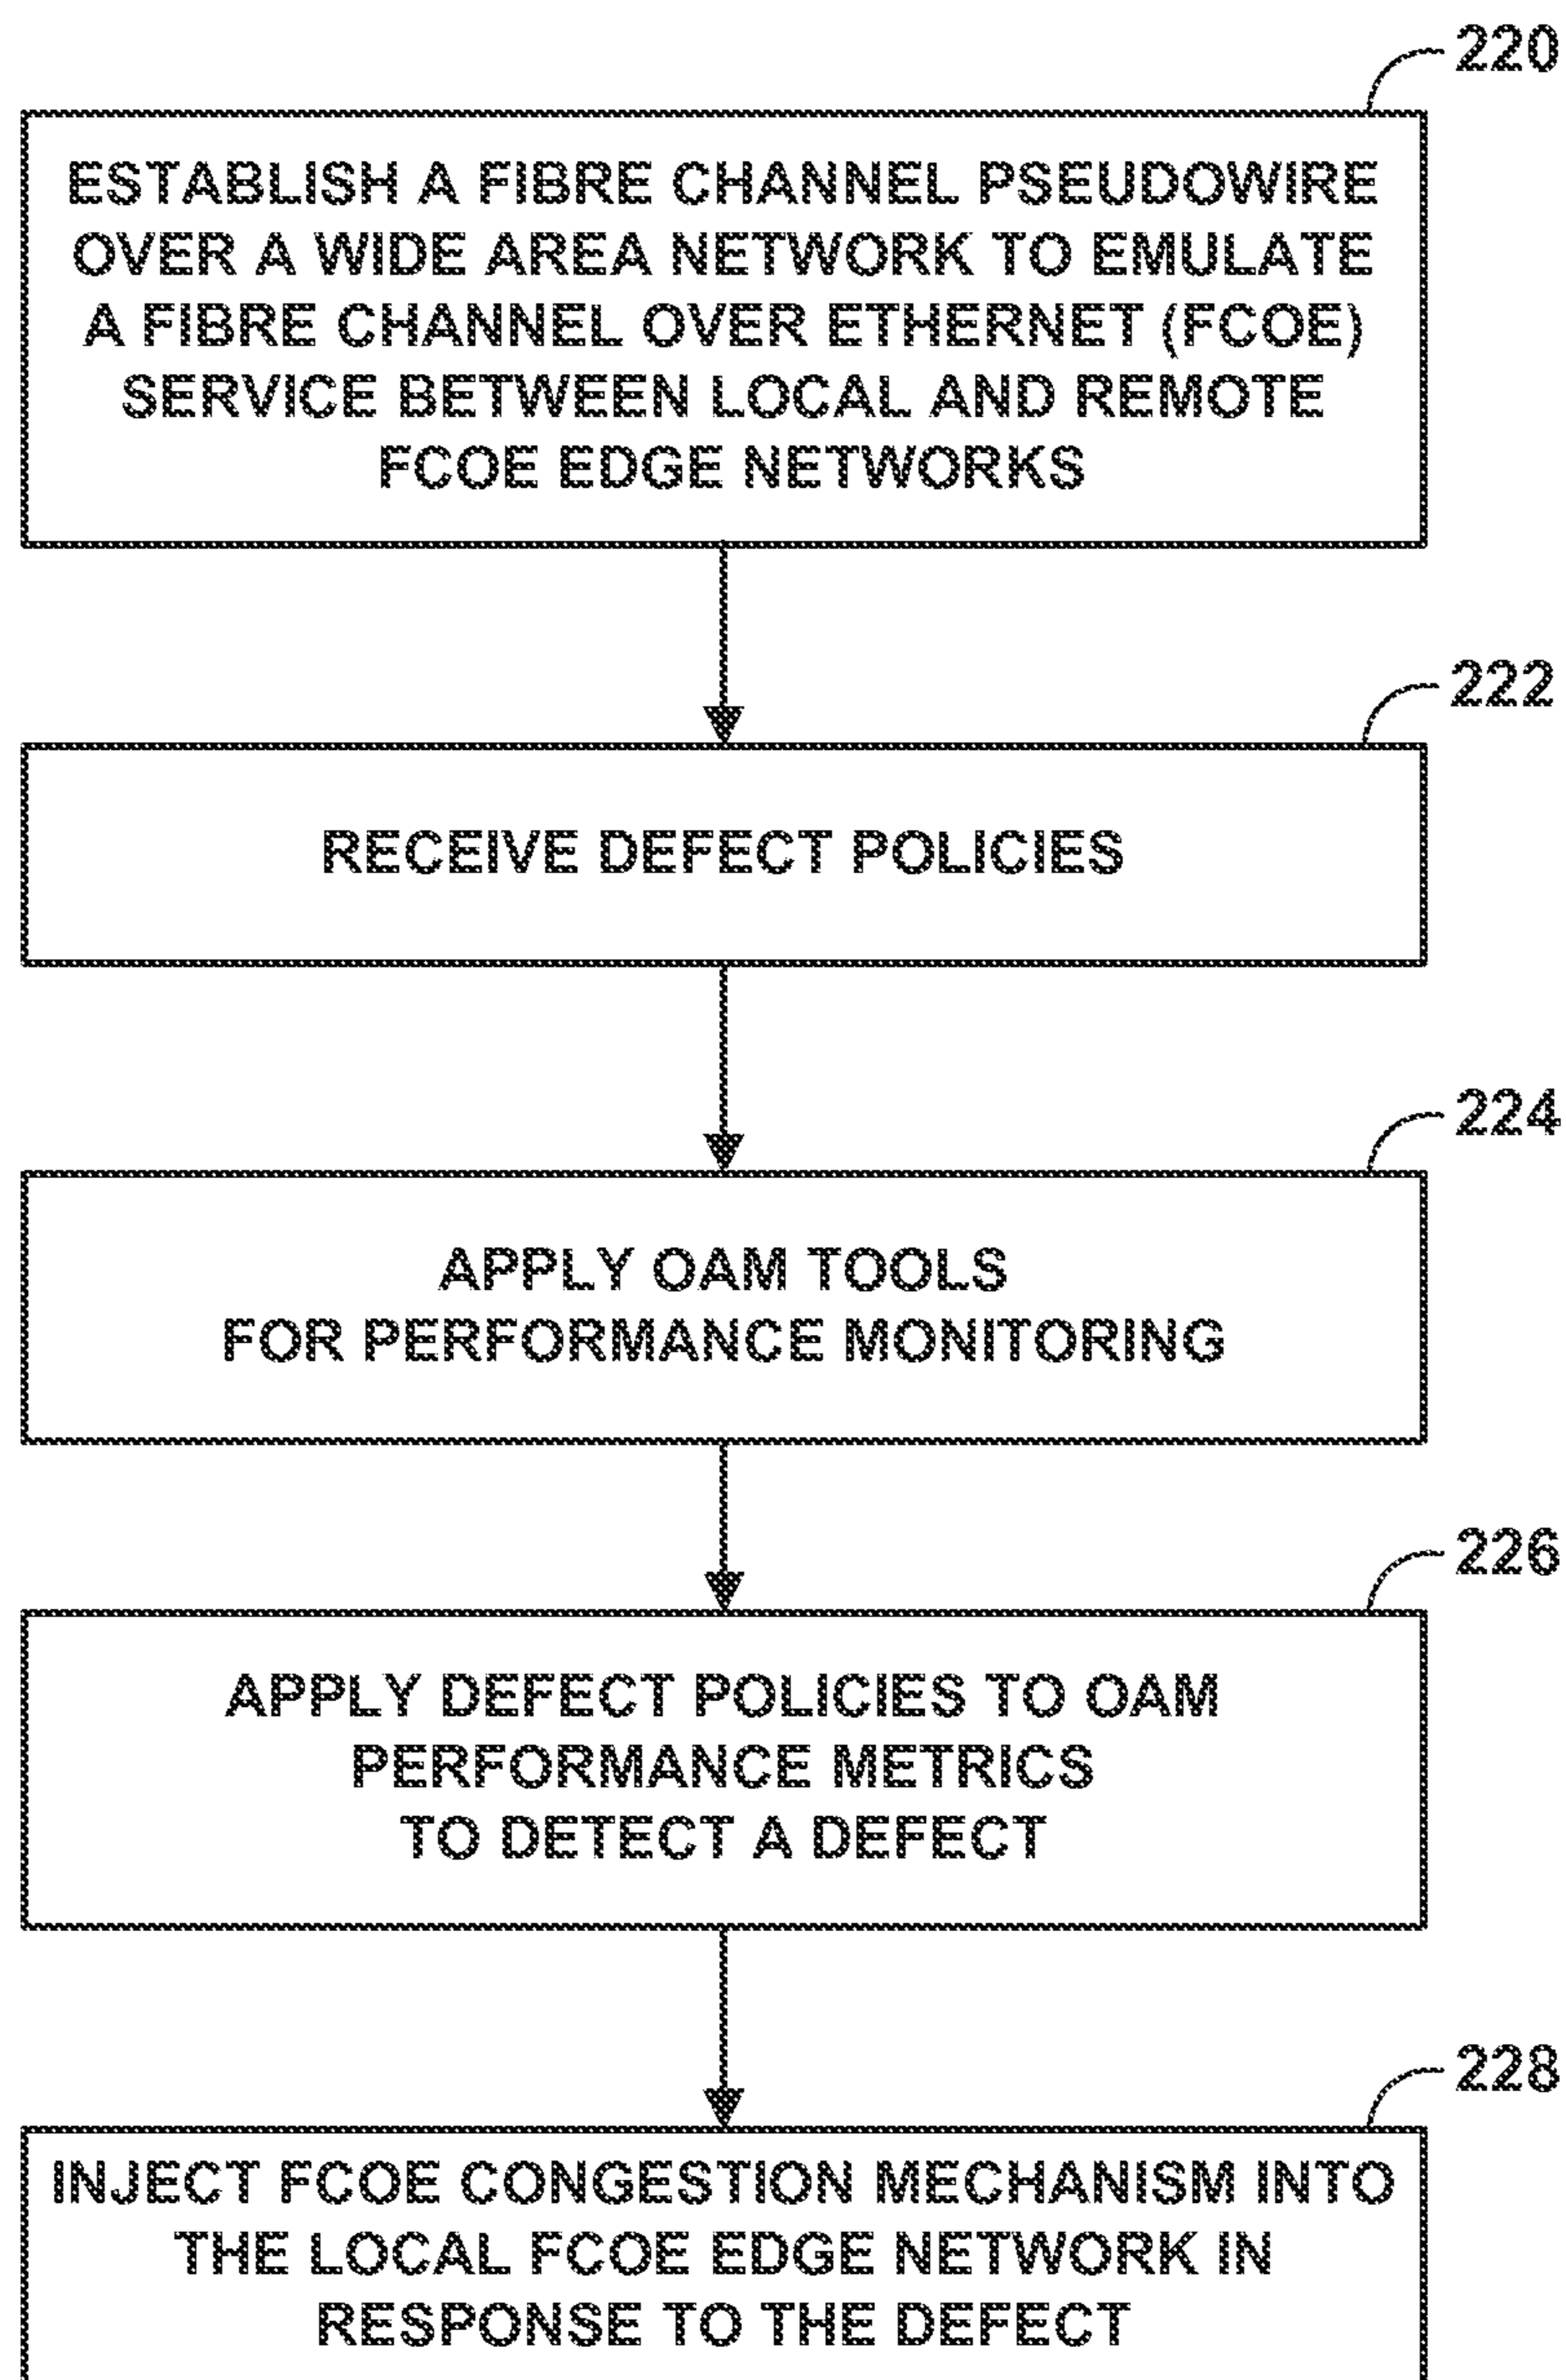 220
ESTABLISH A FIBRE CHANNEL PSEUDOWIRE
OVER A WIDE AREA NETWORK TO EMULATE
A FIBRE CHANNEL OVER ETHERNET (FCOE)
SERVICE BETWEEN LOCAL AND REMOTE
FCOE EDGE NETWORKS
222
RECEIVE DEFECT POLICIES
224
APPLY OAM TOOLS
FOR PERFORMANCE MONITORING
226
APPLY DEFECT POLICIES TO OAM
PERFORMANCE METRICS
TO DETECT A DEFECT
228
INJECT FCOE CONGESTION MECHANISM INTO
THE LOCAL FCOE EDGE NETWORK IN
RESPONSE TO THE DEFECT